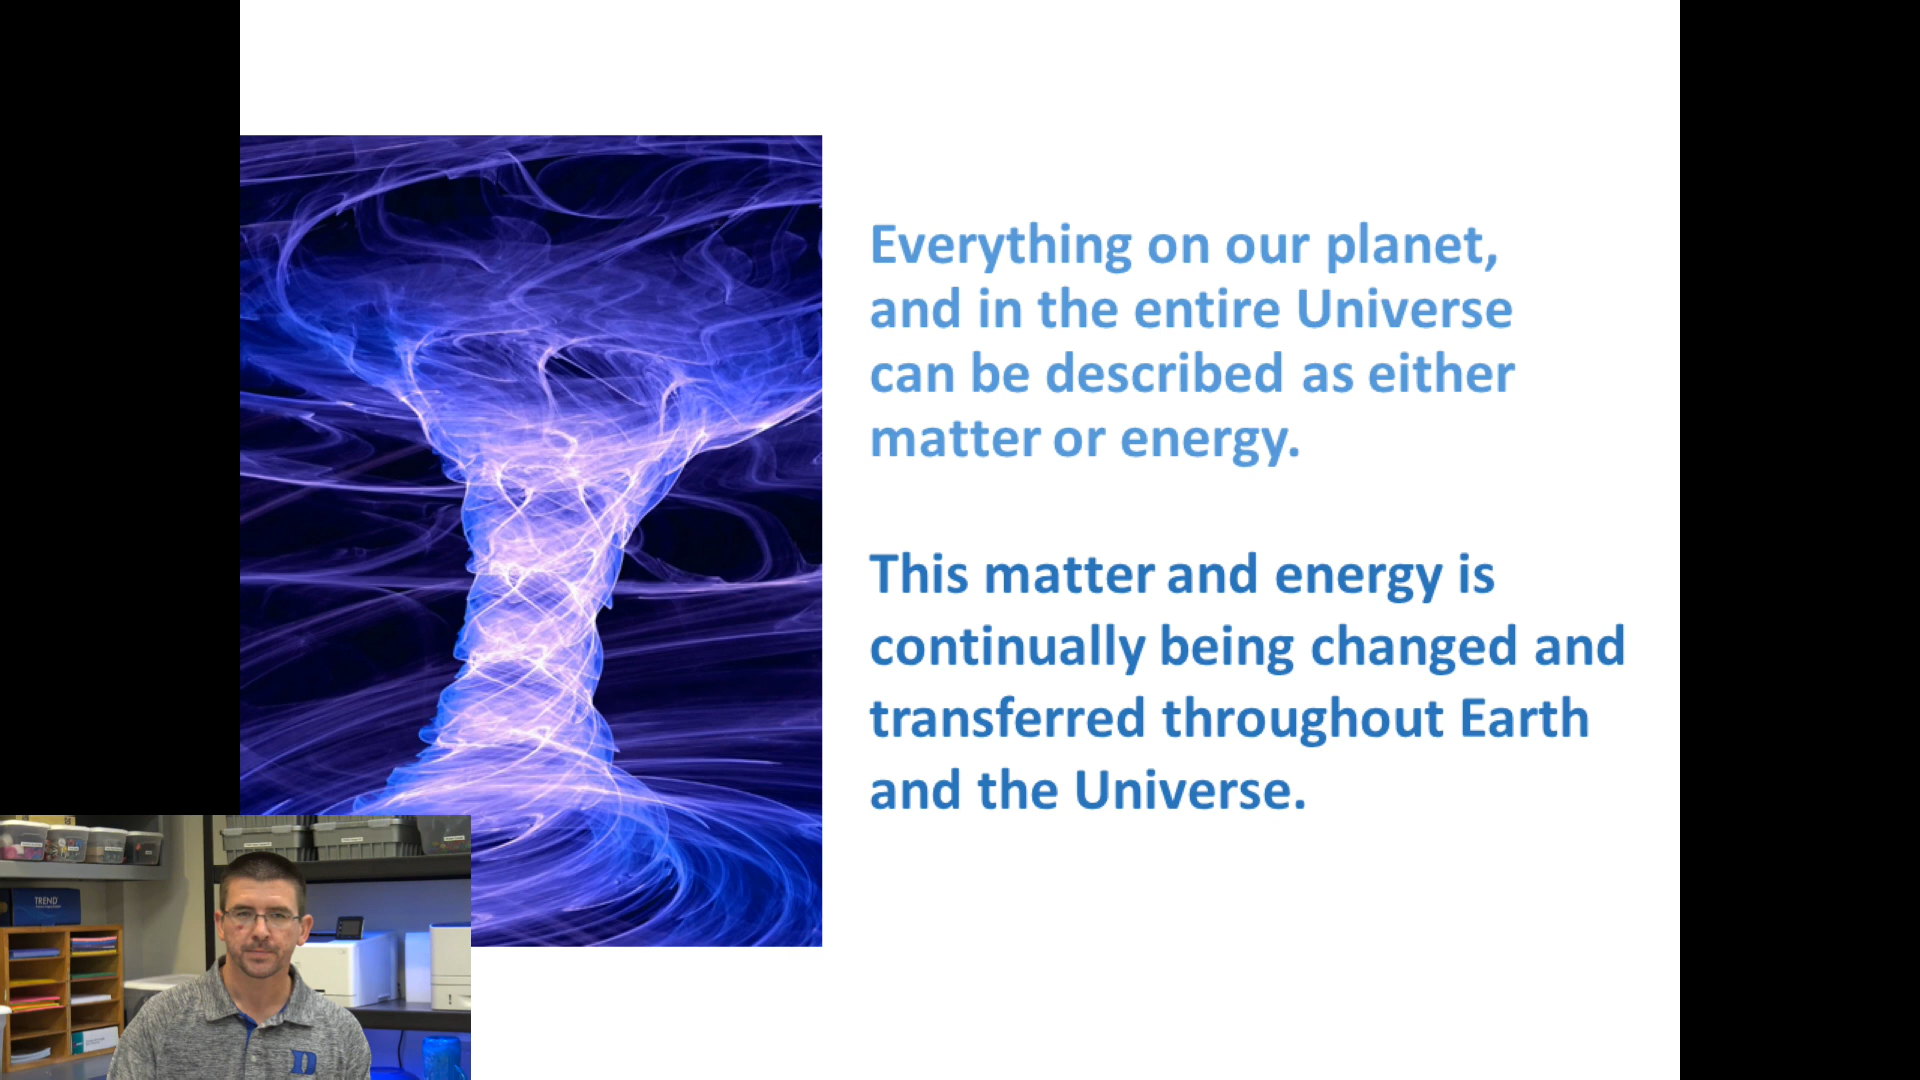 Everything on our planet,
and in the entire Universe
can be described as either
matter or energy.
This matter and energy is
continually being changed and
transferred throughout Earth
and the Universe.
TREND
D